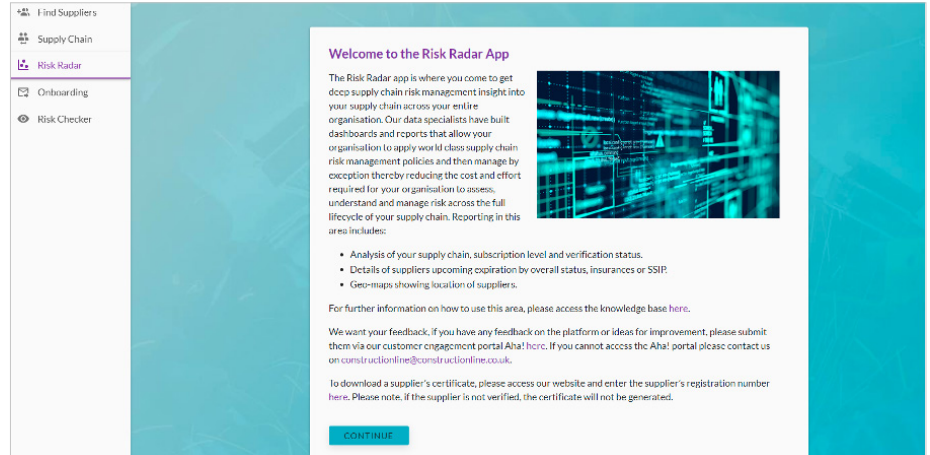 Find Suppliers
Supply Chain
Risk Radar
Onboarding
Risk Checker
Welcome to the Risk Radar App
The Risk Radar app is where you come to get
deep supply chain risk management insight into
your supply chain across your entire
organisation. Our data specialists have built
dashboards and reports that allow your
organisation to apply world class supply chain
risk management policies and then manage by
exception thereby reducing the cost and effort
required for your organisation to assess,
understand and manage risk across the full
lifecycle of your supply chain. Reporting in this
area includes:
• Analysis of your supply chain, subscription level and verification status.
• Details of suppliers upcoming expiration by overall status, insurances or SSIP.
• Geo-maps showing location of suppliers.
For further information on how to use this area, please access the knowledge base here.
We want your feedback, if you have any feedback on the platform or ideas for improvement, please submit
them via our customer engagement portal Aha! here. If you cannot access the Aha! portal please contact us
on constructionline@constructionline.co.uk.
To download a supplier's certificate, please access our website and enter the supplier's registration number
here. Please note, if the supplier is not verified, the certificate will not be generated.
CONTINUE